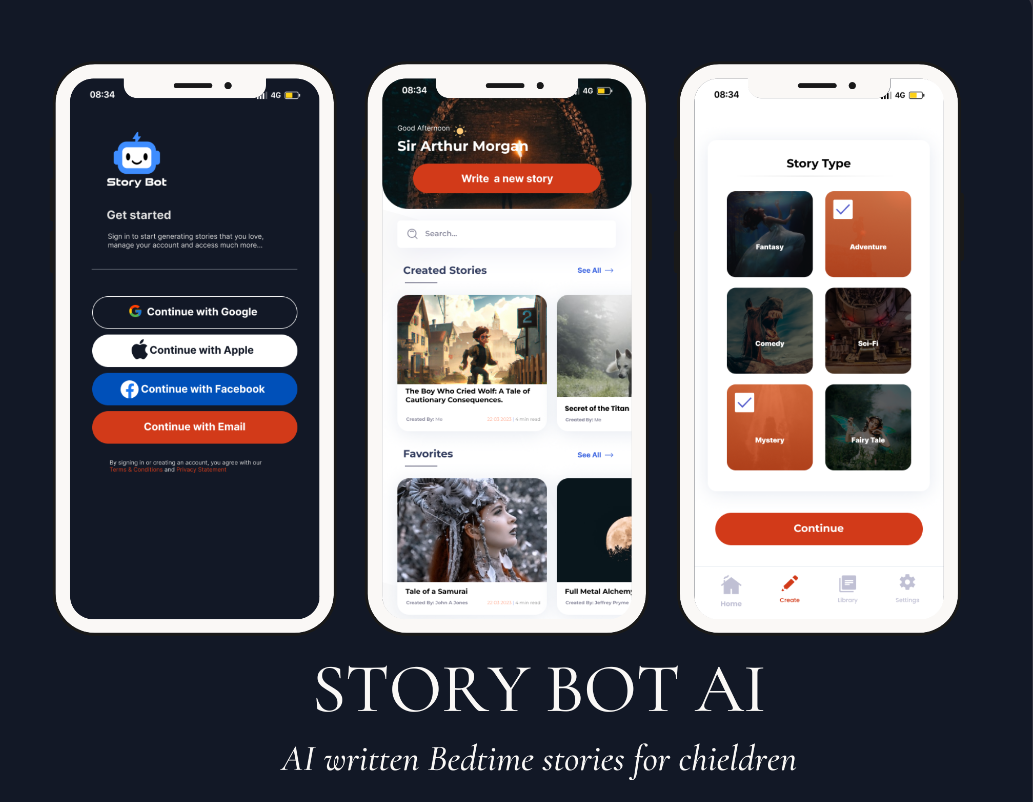 08:34
4G
Story Bot
Get started
Sign in to start generating stories that you love,
manage your account and access much more...
Continue with Google
Continue with Apple
Continue with Facebook
Continue with Email
By signing in or creating an account, you agree with our
Terms & Conditions and Privacy Statement
08:34
4G
Good Afternoon
Sir Arthur Morgan
Write a new story
Search...
Created Stories
See All
2
The Boy Who Cried Wolf: A Tale of
Cautionary Consequences.
Created By: Me
4 min read
Secret of the Titan
Created By: Me
Favorites
See All
Tale of a Samurai
Created By: John A Jones
4 min read
Full Metal Alchemy
Created By: Jeffrey Pryme
08:34
4G
Story Type
Fantasy
Adventure
Comedy
Sci-Fi
Mystery
Fairy Tale
Continue
Home
Create
Library
Settings
STORY BOT AI
AI written Bedtime stories for chieldren